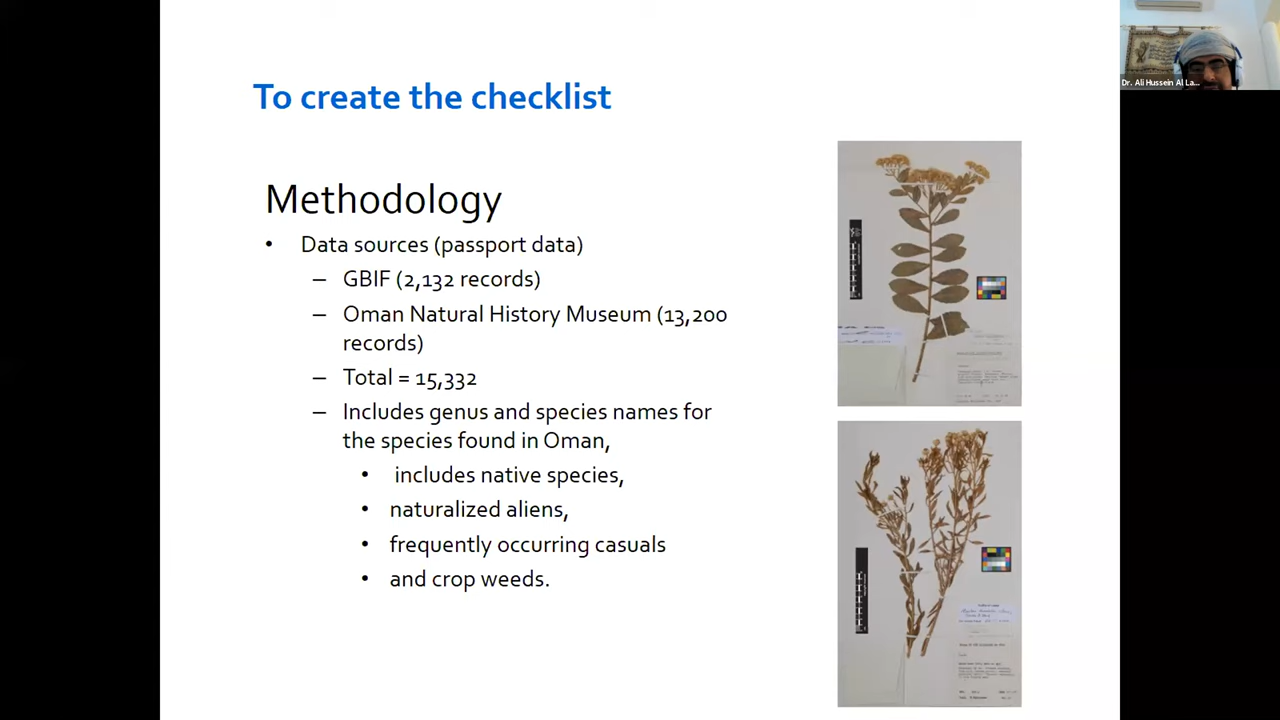 To create the checklist
Methodology
• Data sources (passport data)
– GBIF (2,132 records)
– Oman Natural History Museum (13,200
records)
– Total = 15,332
– Includes genus and species names for
the species found in Oman,
• includes native species,
• naturalized aliens,
• frequently occurring casuals
• and crop weeds.
Dr. Ali Hussein Al La...